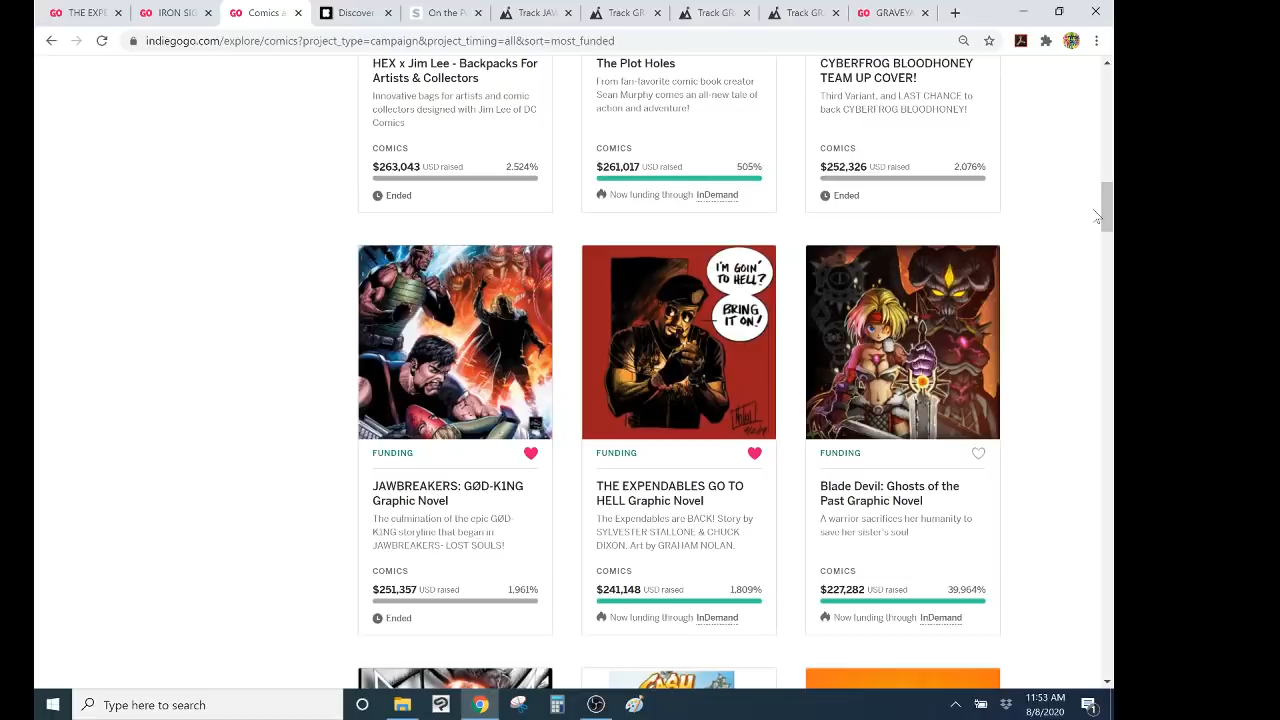 THE EXPE
IRON SIG
Comics a
Discover
On the P
Track JAW
Track GR
Track GR
Track GR
GRAVEYA
indiegogo.com/explore/comics?project_type=campaign&project_timing=all&sort=most_funded
HEX x Jim Lee - Backpacks For
Artists & Collectors
Innovative bags for artists and comic
collectors designed with Jim Lee of DC
Comics
COMICS
$263,043 USD raised 2,524%
Ended
The Plot Holes
From fan-favorite comic book creator
Sean Murphy comes an all-new tale of
action and adventure!
COMICS
$261,017 USD raised 505%
Now funding through InDemand
CYBERFROG BLOODHONEY
TEAM UP COVER!
Third Variant, and LAST CHANCE to
back CYBERFROG BLOODHONEY!
COMICS
$252,326 USD raised 2,076%
Ended
FUNDING
JAWBREAKERS: GØD-K1NG
Graphic Novel
The culmination of the epic GØD-
K1NG storyline that began in
JAWBREAKERS- LOST SOULS!
COMICS
$251,357 USD raised 1,961%
Ended
I'M GOIN'
TO HELL?
BRING
IT ON!
FUNDING
THE EXPENDABLES GO TO
HELL Graphic Novel
The Expendables are BACK! Story by
SYLVESTER STALLONE & CHUCK
DIXON. Art by GRAHAM NOLAN.
COMICS
$241,148 USD raised 1,809%
Now funding through InDemand
FUNDING
Blade Devil: Ghosts of the
Past Graphic Novel
A warrior sacrifices her humanity to
save her sister's soul
COMICS
$227,282 USD raised 39,964%
Now funding through InDemand
CASH
Type here to search
11:53 AM
8/8/2020
1